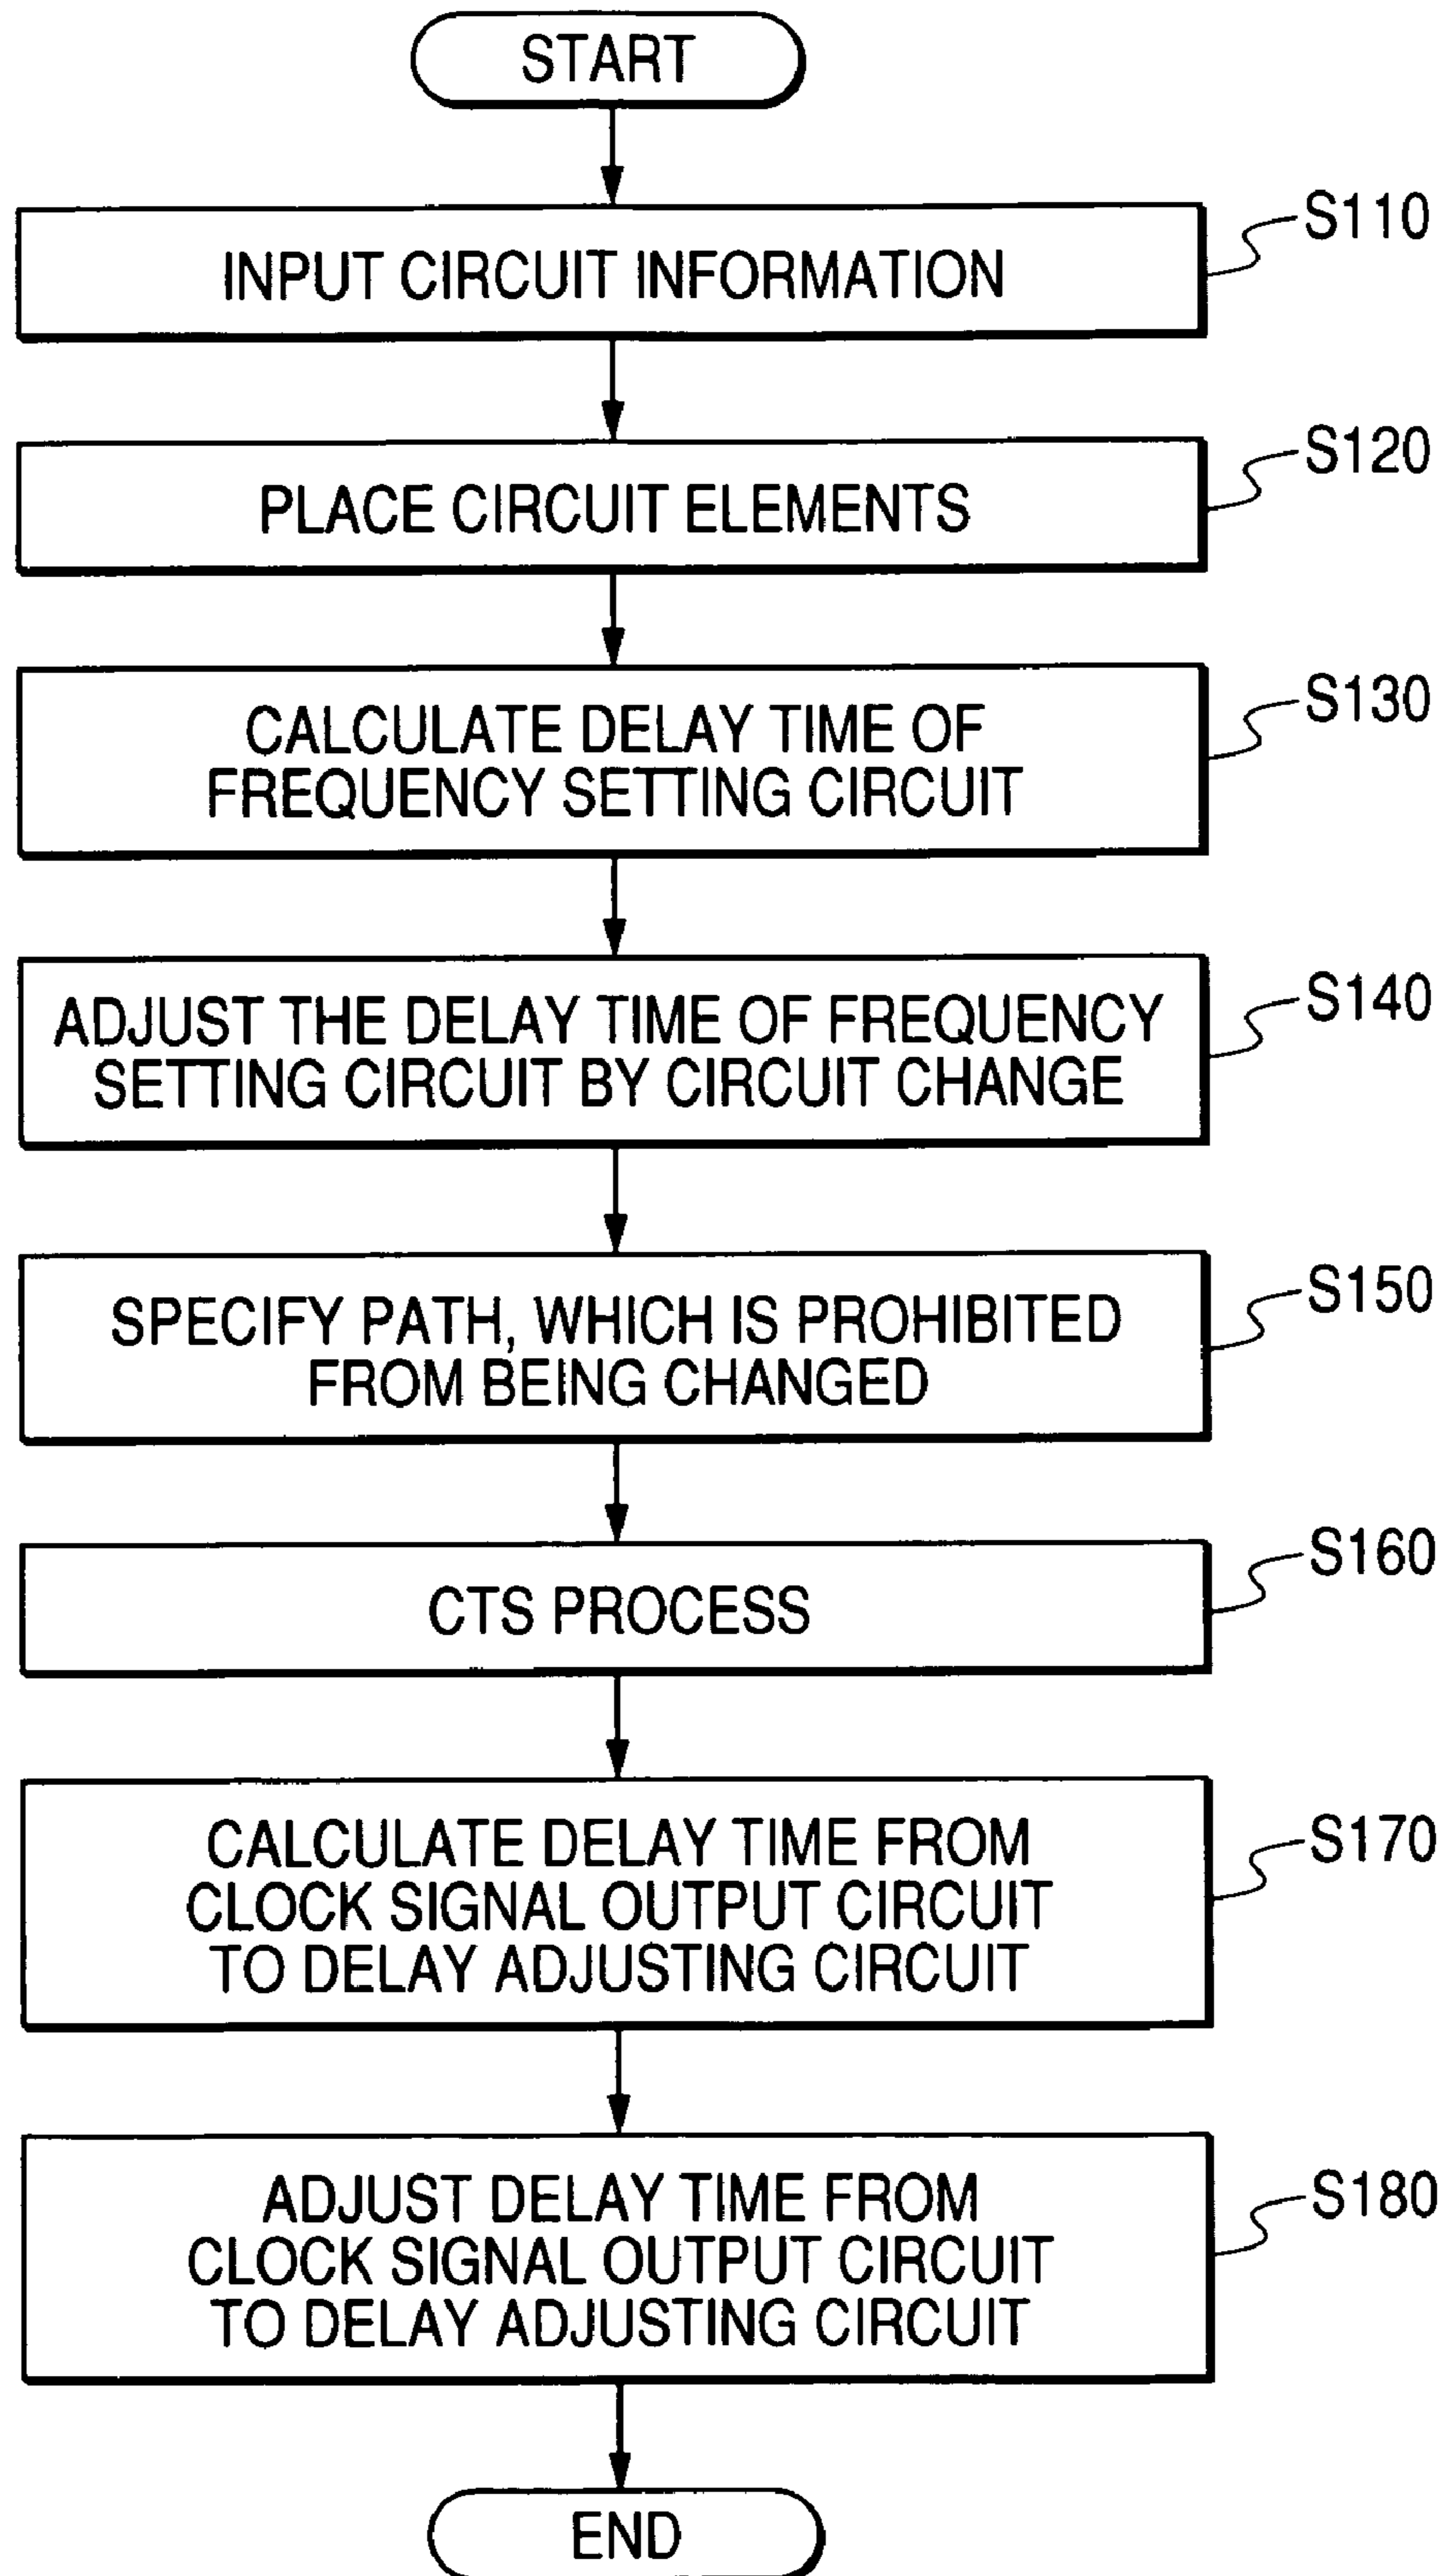 START
S110
INPUT CIRCUIT INFORMATION
S120
PLACE CIRCUIT ELEMENTS
S130
CALCULATE DELAY TIME OF
FREQUENCY SETTING CIRCUIT
S140
ADJUST THE DELAY TIME OF FREQUENCY
SETTING CIRCUIT BY CIRCUIT CHANGE
S150
SPECIFY PATH, WHICH IS PROHIBITED
FROM BEING CHANGED
S160
CTS PROCESS
S170
CALCULATE DELAY TIME FROM
CLOCK SIGNAL OUTPUT CIRCUIT
TO DELAY ADJUSTING CIRCUIT
S180
ADJUST DELAY TIME FROM
CLOCK SIGNAL OUTPUT CIRCUIT
TO DELAY ADJUSTING CIRCUIT
END